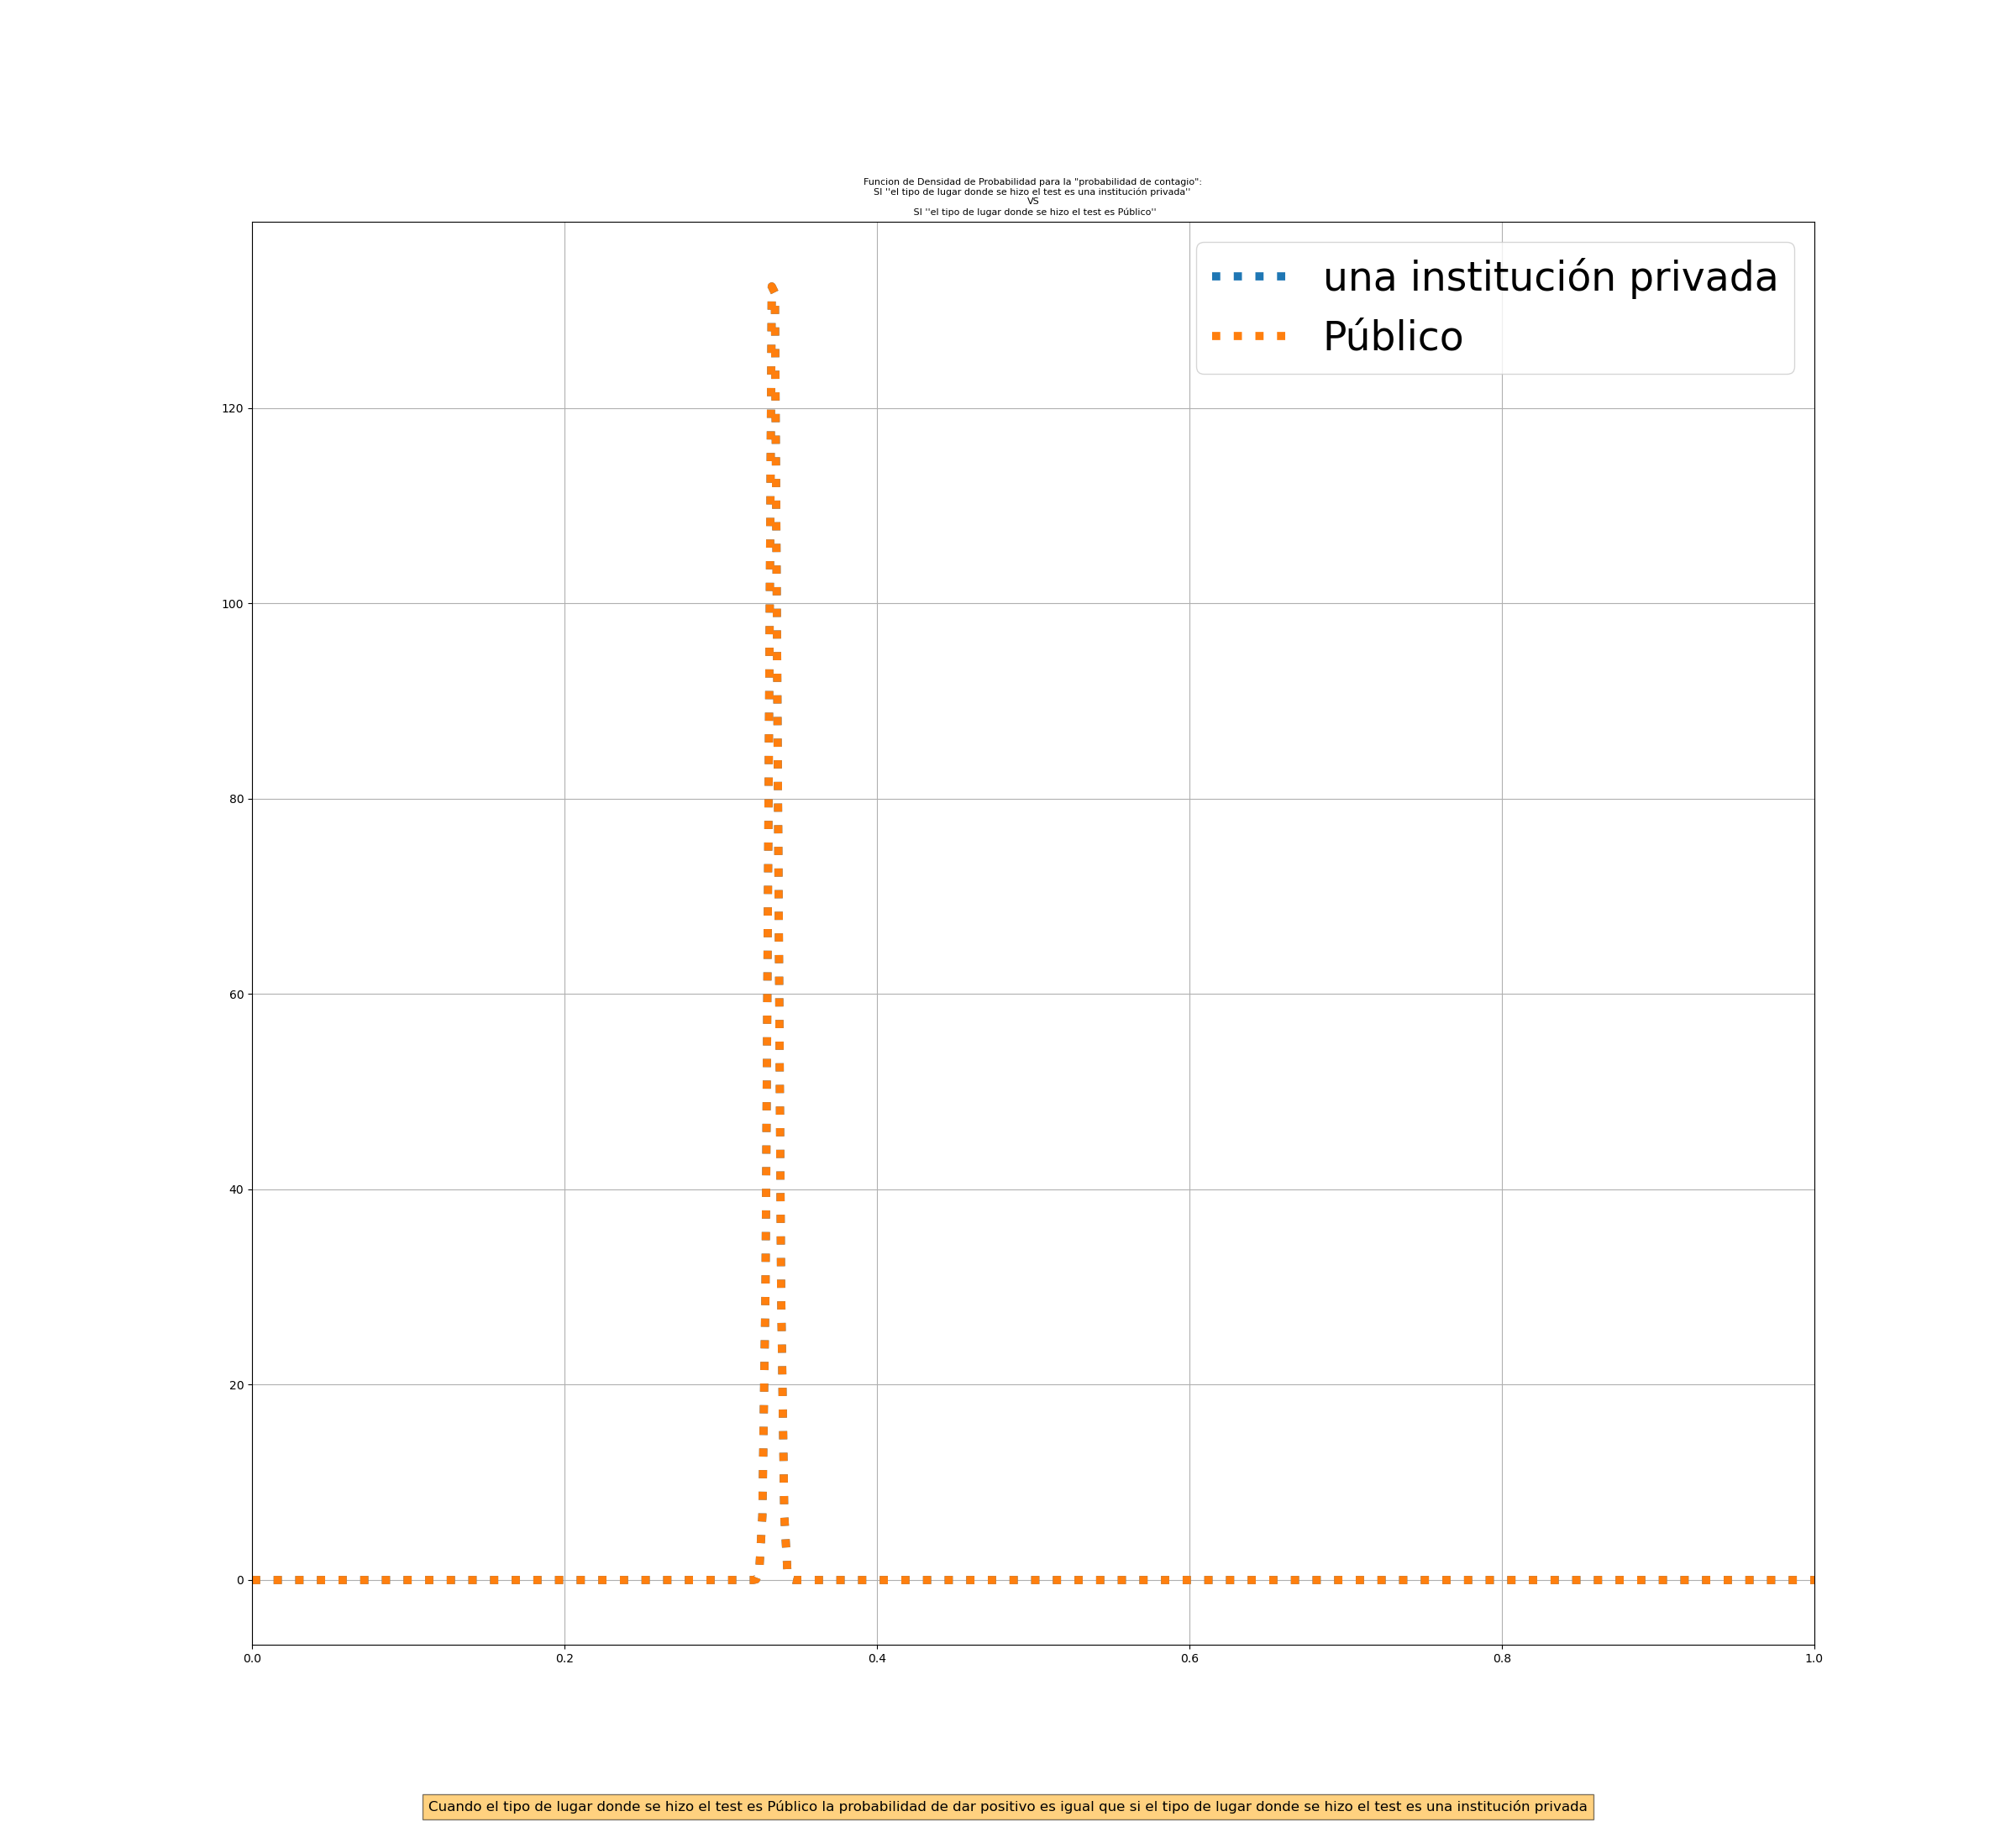 Funcion de Densidad de Probabilidad para la "probabilidad de contagio":
SI ''el tipo de lugar donde se hizo el test es una institución privada''
VS
SI ''el tipo de lugar donde se hizo el test es Público''
una institución privada
Público
120
100
80
60
40
20
0
0.0 0.2 0.4 0.6 0.8 1.0
Cuando el tipo de lugar donde se hizo el test es Público la probabilidad de dar positivo es igual que si el tipo de lugar donde se hizo el test es una institución privada